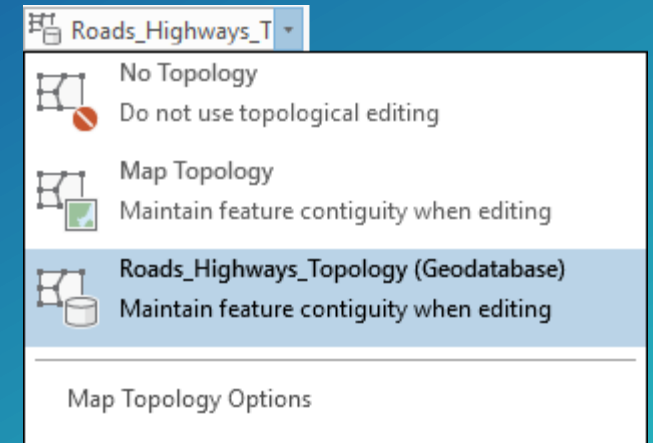 Roads_Highways_T
No Topology
Do not use topological editing
Map Topology
Maintain feature contiguity when editing
Roads_Highways_Topology (Geodatabase)
Maintain feature contiguity when editing
Map Topology Options